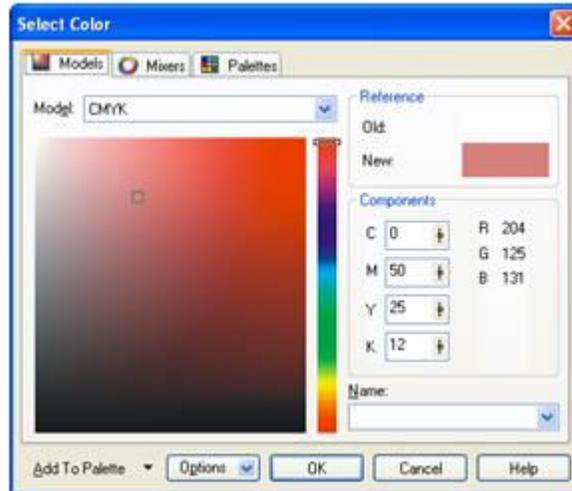 Select Color
Models Mixers Palettes
Model: CMYK
Reference
Old:
New:
Components
C 0 R 204
M 50 G 125
Y 25 B 131
K 12
Name:
Add To Palette Options OK Cancel Help